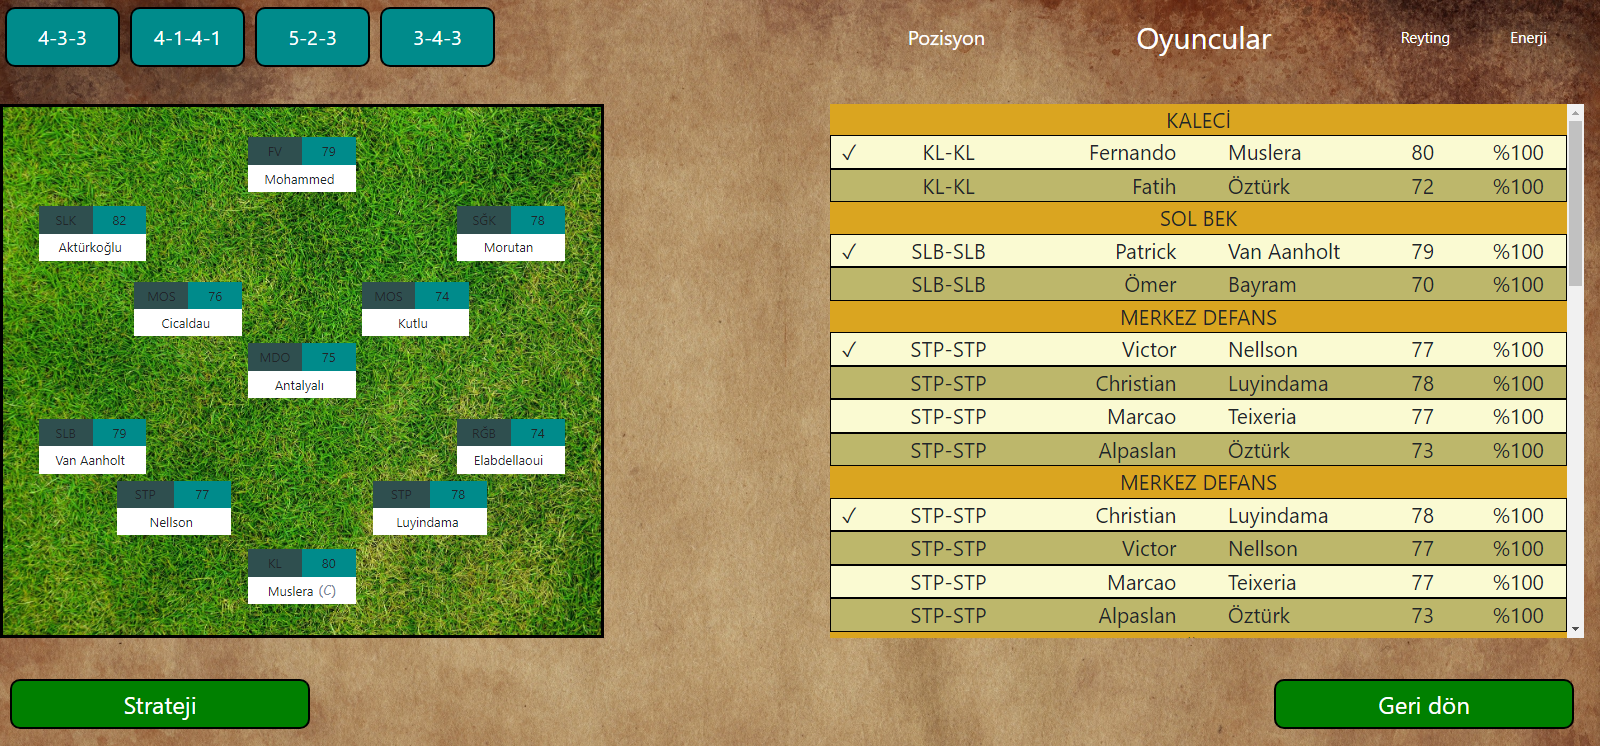 4-3-3 4-1-4-1 5-2-3 3-4-3
Pozisyon Oyuncular Reyting Enerji
FV 79
Mohammed
SLK 82
Aktürkoğlu
SĞK 78
Morutan
MOS 76
Cicaldau
MOS 74
Kutlu
MDO 75
Antalyalı
SLB 79
Van Aanholt
RĞB 74
Elabdellaoui
STP 77
Nellson
STP 78
Luyindama
KL 80
Muslera (C)
KALECİ
✓ KL-KL Fernando Muslera 80 %100
KL-KL Fatih Öztürk 72 %100
SOL BEK
✓ SLB-SLB Patrick Van Aanholt 79 %100
SLB-SLB Ömer Bayram 70 %100
MERKEZ DEFANS
✓ STP-STP Victor Nellson 77 %100
STP-STP Christian Luyindama 78 %100
STP-STP Marcao Teixeria 77 %100
STP-STP Alpaslan Öztürk 73 %100
MERKEZ DEFANS
✓ STP-STP Christian Luyindama 78 %100
STP-STP Victor Nellson 77 %100
STP-STP Marcao Teixeria 77 %100
STP-STP Alpaslan Öztürk 73 %100
Strateji
Geri dön